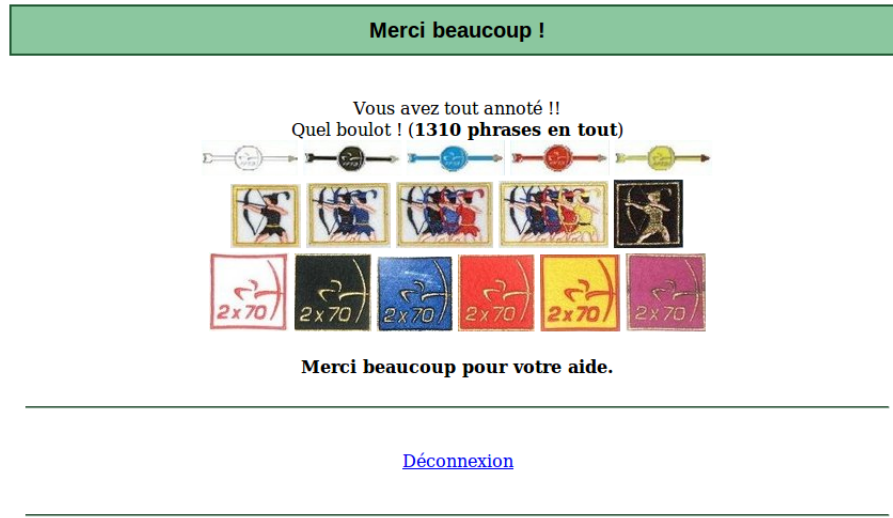 Merci beaucoup !
Vous avez tout annoté !!
Quel boulot ! (1310 phrases en tout)
2x70 2x70 2x70 2x70 2x70 2x70
Merci beaucoup pour votre aide.
Déconnexion